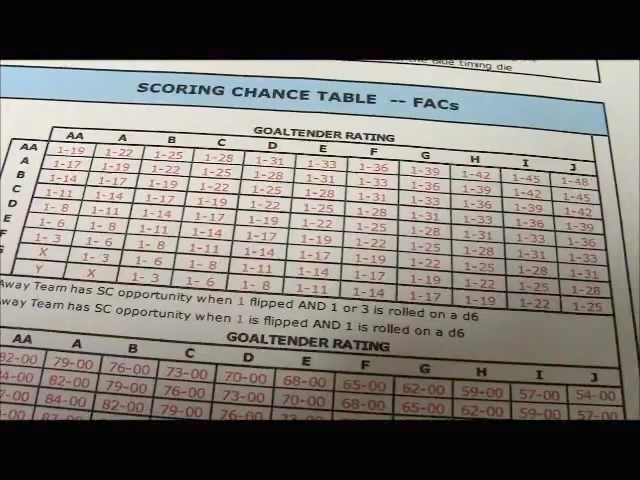 the Blue timing die
SCORING CHANCE TABLE -- FACs
GOALTENDER RATING
AA A B C D E F G H I J
AA 1-19 1-22 1-25 1-28 1-31 1-33 1-36 1-39 1-42 1-45 1-48
A 1-17 1-19 1-22 1-25 1-28 1-31 1-33 1-36 1-39 1-42 1-45
B 1-14 1-17 1-19 1-22 1-25 1-28 1-31 1-33 1-36 1-39 1-42
C 1-11 1-14 1-17 1-19 1-22 1-25 1-28 1-31 1-33 1-36 1-39
D 1- 8 1-11 1-14 1-17 1-19 1-22 1-25 1-28 1-31 1-33 1-36
E 1- 6 1- 8 1-11 1-14 1-17 1-19 1-22 1-25 1-28 1-31 1-33
F 1- 3 1- 6 1- 8 1-11 1-14 1-17 1-19 1-22 1-25 1-28 1-31
X 1- 3 1- 6 1- 8 1-11 1-14 1-17 1-19 1-22 1-25 1-28
Y X 1- 3 1- 6 1- 8 1-11 1-14 1-17 1-19 1-22 1-25
Away Team has SC opportunity when 1 flipped AND 1 or 3 is rolled on a d6
way Team has SC opportunity when 1 is flipped AND 1 is rolled on a d6
GOALTENDER RATING
AA A B C D E F G H I J
82-00 79-00 76-00 73-00 70-00 68-00 65-00 62-00 59-00 57-00 54-00
4-00 82-00 79-00 76-00 73-00 70-00 68-00 65-00 62-00 59-00 57-00
7-00 84-00 82-00 79-00 76-00